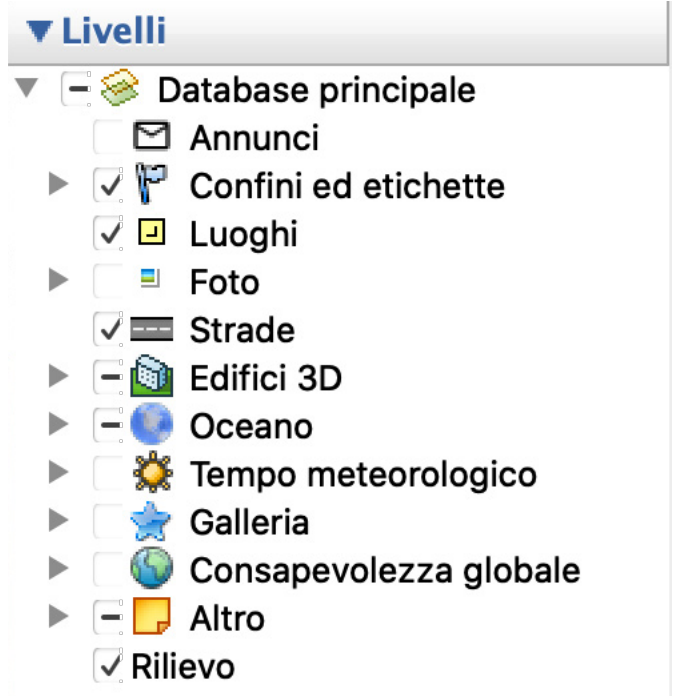 Livelli
Database principale
Annunci
Confini ed etichette
Luoghi
Foto
Strade
Edifici 3D
Oceano
Tempo meteorologico
Galleria
Consapevolezza globale
Altro
Rilievo